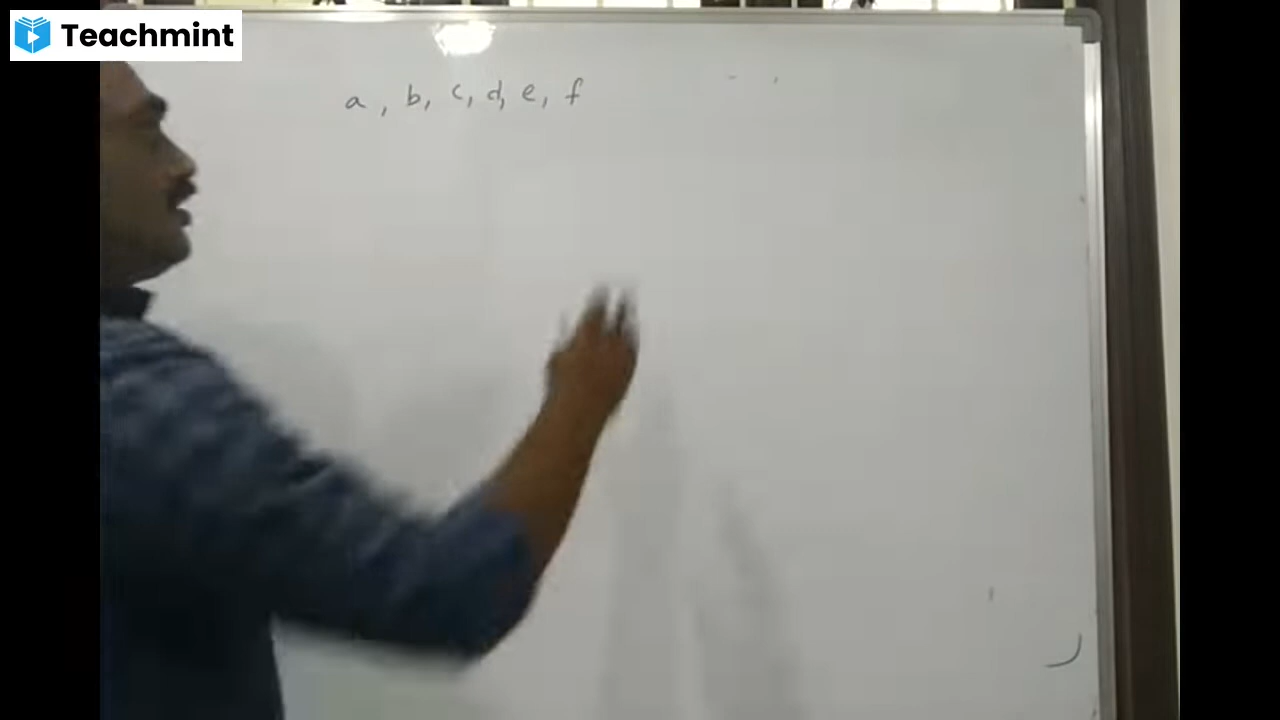 Teachmint
a, b, c, d, e, f